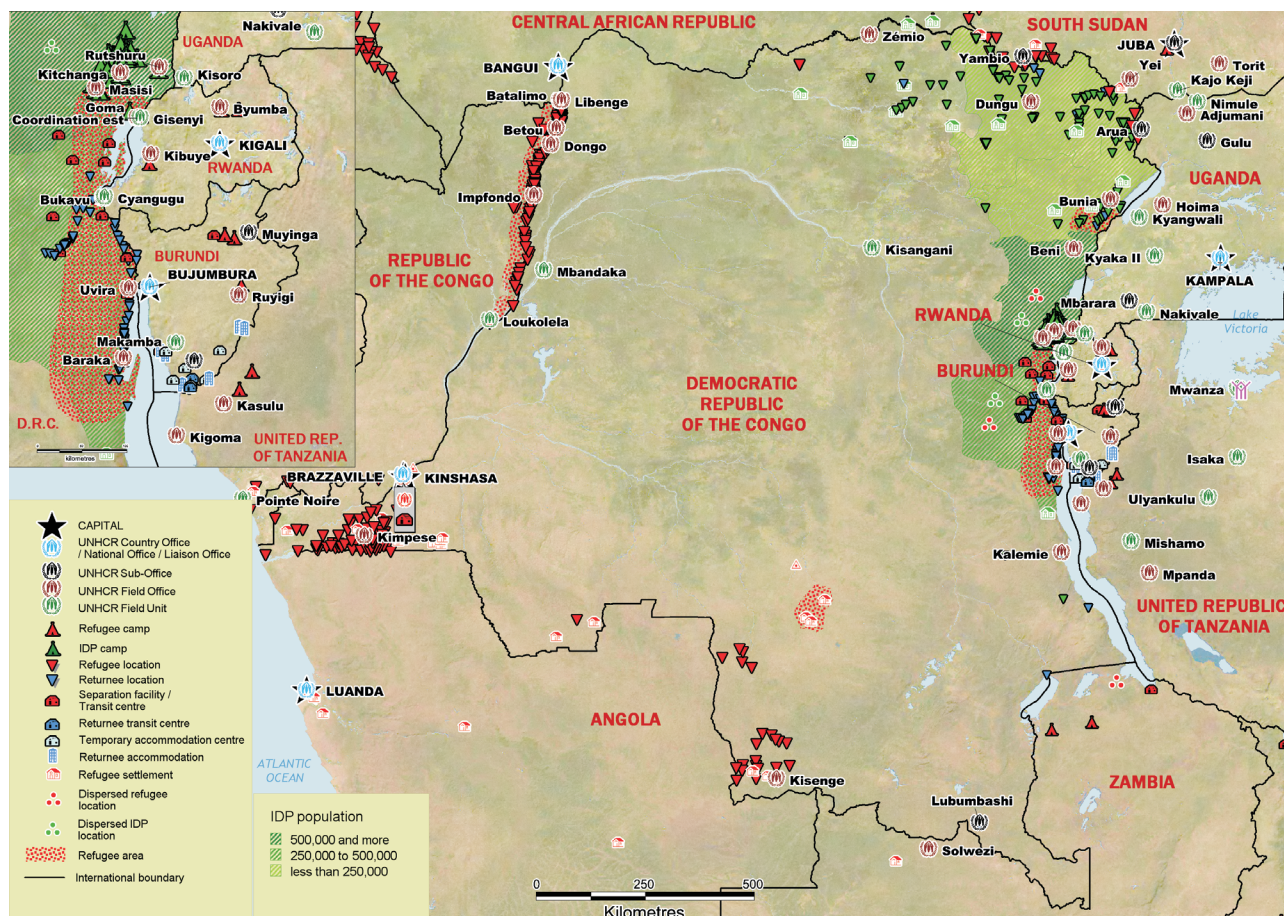 Nakivale
UGANDA
Rutshuru
Kitchanga
Kisoro
Masisi
Goma
Byumba
Coordination est
Gisenyi
KIGALI
Kibuye
RWANDA
Bukavu
Cyangugu
Muyinga
BURUNDI
BUJUMBURA
Uvira
Ruyigi
Makamba
Baraka
Kasulu
D.R.C.
Kigoma
UNITED REP.
OF TANZANIA
kilometres
CENTRAL AFRICAN REPUBLIC
SOUTH SUDAN
Zémio
JUBA
Yambio
Yei
Torit
BANGUI
Kajo Keji
Batalimo
Libenge
Dungu
Nimule
Adjumani
Betou
Arua
Dongo
Gulu
UGANDA
Impfondo
Bunia
Hoima
Kyangwali
Kisangani
Beni
Kyaka II
REPUBLIC
OF THE CONGO
Mbandaka
KAMPALA
Mbarara
Nakivale
RWANDA
Lake
Victoria
Loukolela
BURUNDI
DEMOCRATIC
REPUBLIC
OF THE CONGO
Mwanza
Isaka
BRAZZAVILLE
KINSHASA
Pointe Noire
Ulyankulu
Kimpese
Mishamo
Kalemie
Mpanda
UNITED REPUBLIC
OF TANZANIA
LUANDA
ANGOLA
ATLANTIC
OCEAN
Kisenge
ZAMBIA
Lubumbashi
Solwezi
CAPITAL
UNHCR Country Office
/ National Office / Liaison Office
UNHCR Sub-Office
UNHCR Field Office
UNHCR Field Unit
Refugee camp
IDP camp
Refugee location
Returnee location
Separation facility /
Transit centre
Returnee transit centre
Temporary accommodation centre
Returnee accommodation
Refugee settlement
Dispersed refugee
location
Dispersed IDP
location
Refugee area
International boundary
IDP population
500,000 and more
250,000 to 500,000
less than 250,000
0 250 500
Kilometres